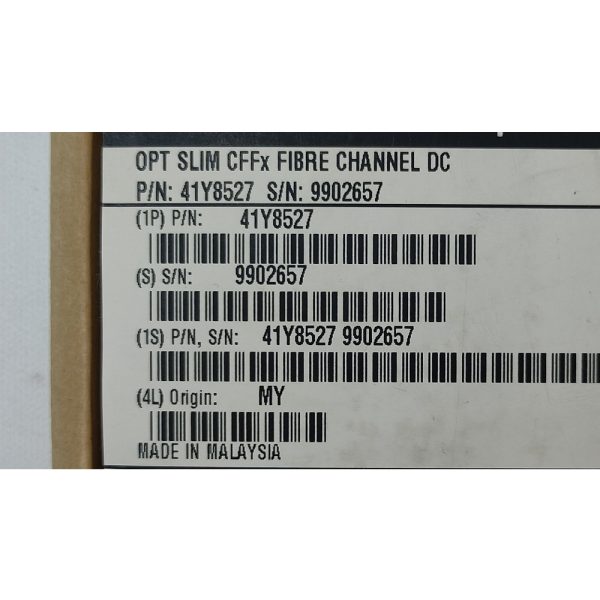 OPT SLIM CFFx FIBRE CHANNEL DC
P/N: 41Y8527 S/N: 9902657
(1P) P/N: 41Y8527
(S) S/N: 9902657
(1S) P/N, S/N: 41Y8527 9902657
(4L) Origin: MY
MADE IN MALAYSIA